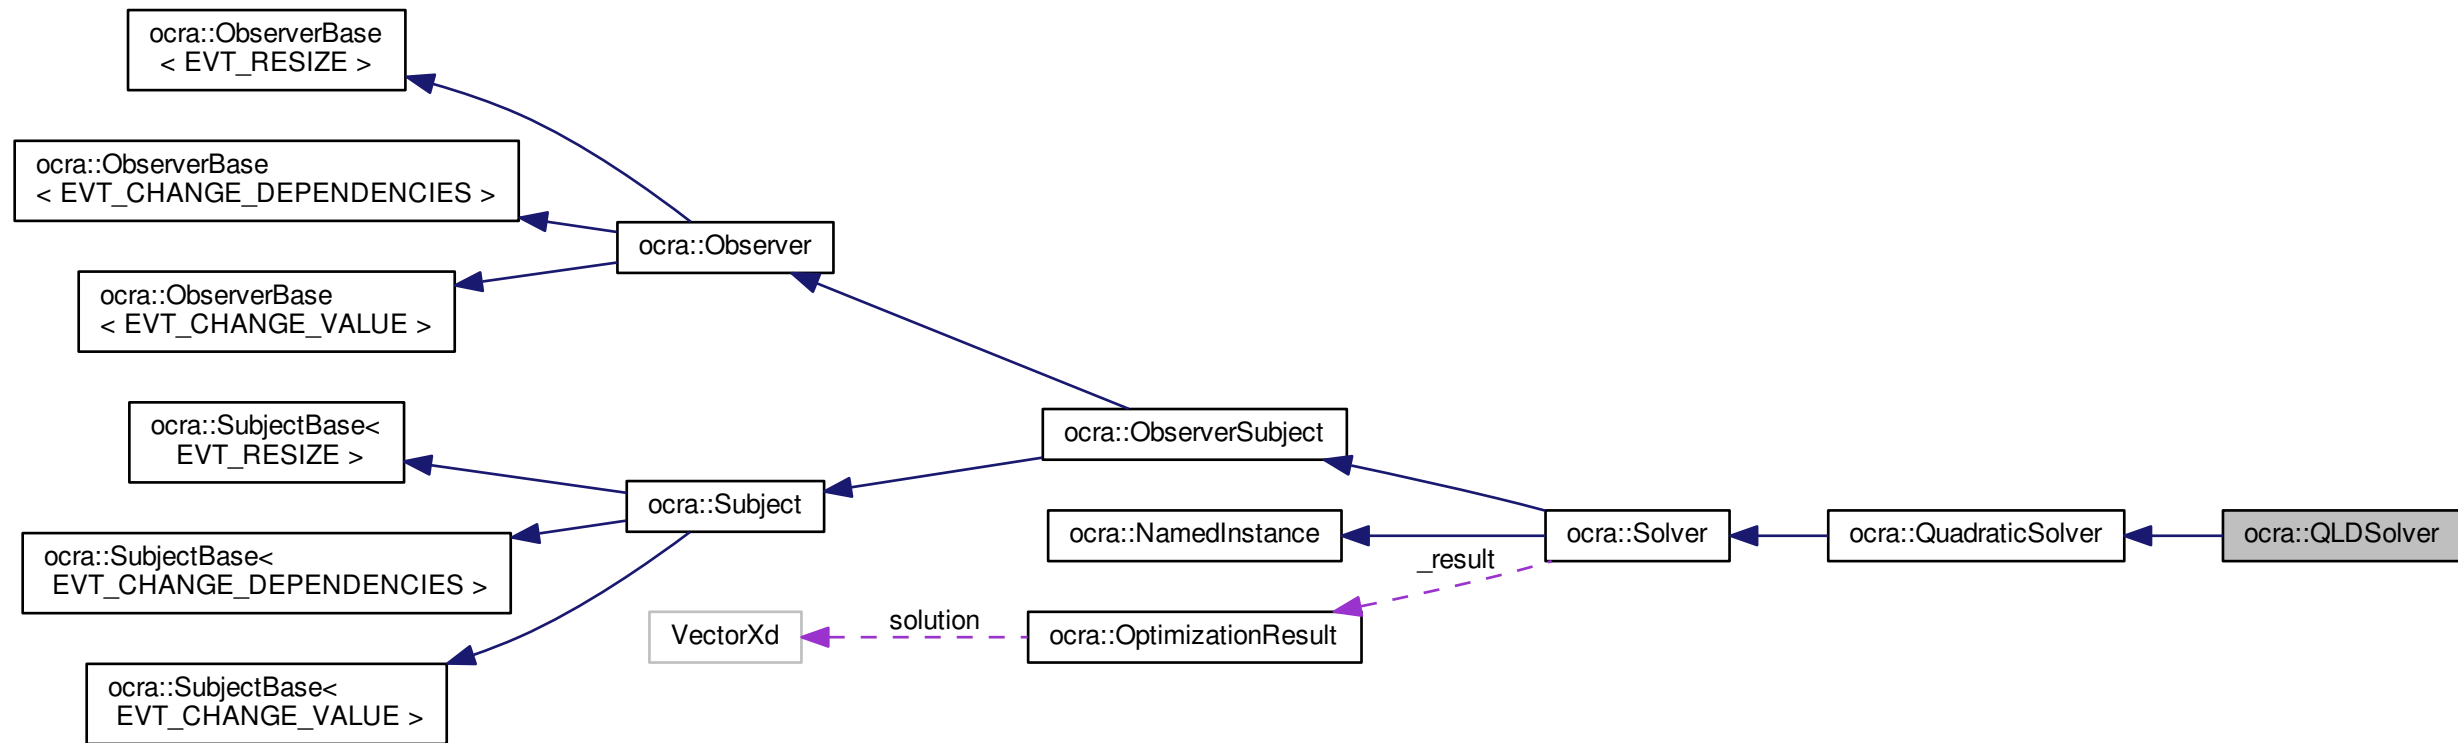 ocra::ObserverBase
< EVT_RESIZE >
ocra::ObserverBase
< EVT_CHANGE_DEPENDENCIES >
ocra::Observer
ocra::ObserverBase
< EVT_CHANGE_VALUE >
ocra::SubjectBase<
EVT_RESIZE >
ocra::ObserverSubject
ocra::Subject
ocra::SubjectBase<
EVT_CHANGE_DEPENDENCIES >
ocra::NamedInstance
ocra::Solver
ocra::QuadraticSolver
ocra::QLDSolver
_result
solution
VectorXd
ocra::OptimizationResult
ocra::SubjectBase<
EVT_CHANGE_VALUE >